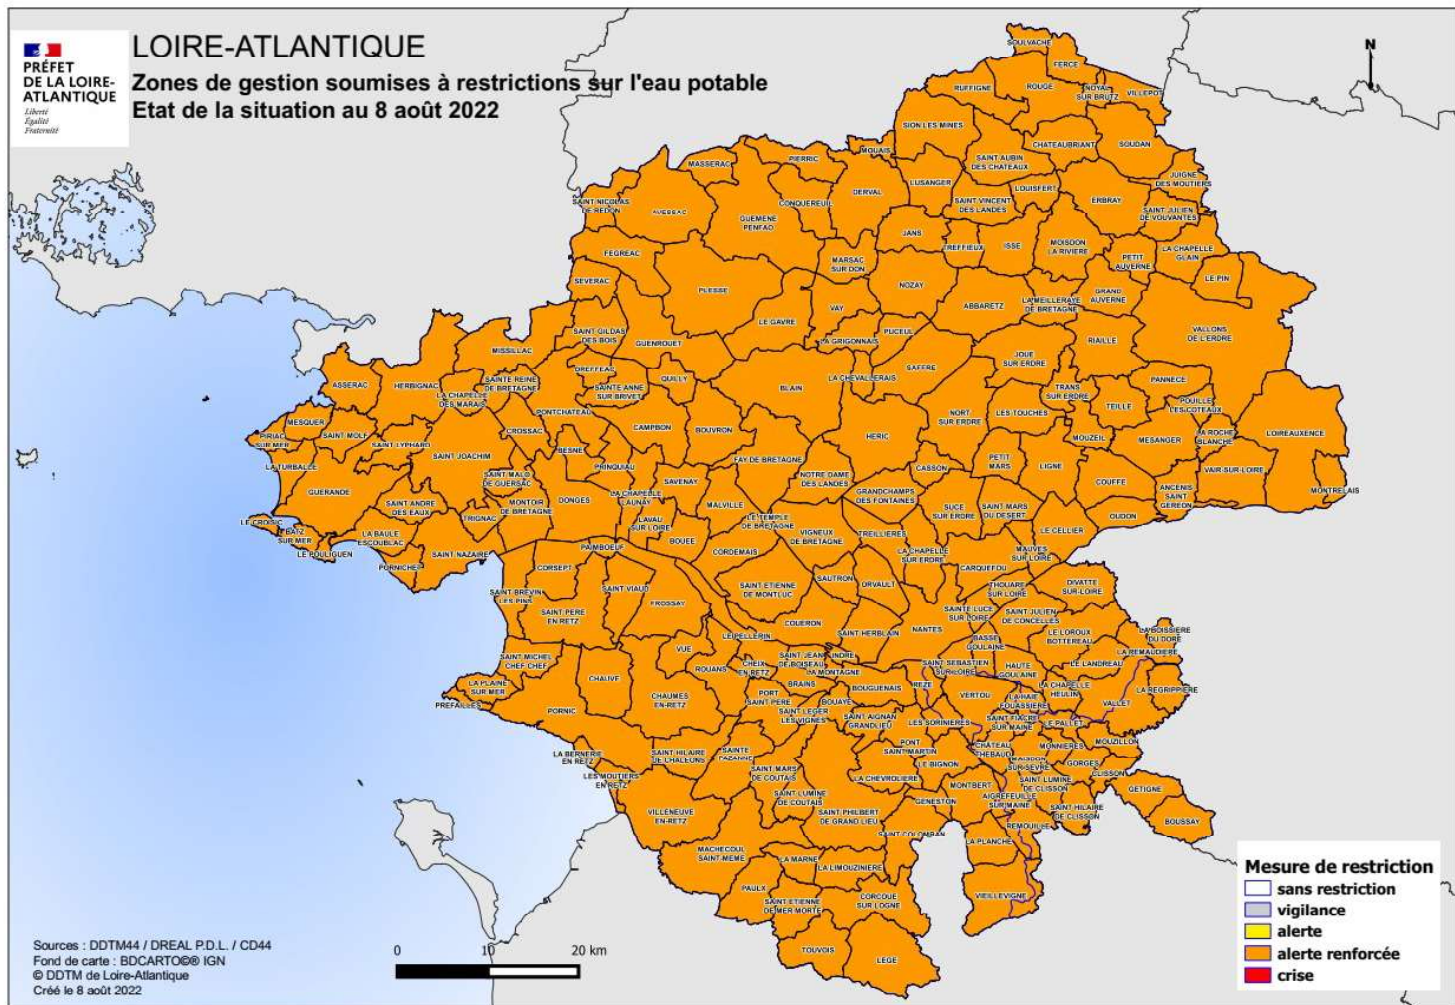 PRÉFET
DE LA LOIRE-
ATLANTIQUE
Liberté
Égalité
Fraternité
LOIRE-ATLANTIQUE
Zones de gestion soumises à restrictions sur l'eau potable
Etat de la situation au 8 août 2022
N
SOULVACHE
FERCE
RUFFIGNE
ROUGE
NOYAL
SUR BRUTZ
VILLEPOT
SION LES MINES
MOUAIS
PIERRIC
MASSERAC
CHATEAUBRIANT
SOUDAN
SAINT AUBIN
DES CHATEAUX
JUIGNE
DES MOUTIERS
LUSANGER
LOUISFERT
DERVAL
CONQUEREUIL
SAINT NICOLAS
DE REDON
AVESSAC
GUEMENE
PENFAO
SAINT VINCENT
DES LANDES
ERBRAY
SAINT JULIEN
DE VOUVANTES
JANS
TREFFIEUX
ISSE
MOISDON
LA RIVIERE
PETIT
AUVERNE
LA CHAPELLE
GLAIN
LE PIN
FEGREAC
MARSAC
SUR DON
SEVERAC
PLESSE
NOZAY
ABBARETZ
LA MEILLERAYE
DE BRETAGNE
GRAND
AUVERNE
LE GAVRE
VAY
PUCEUL
LA GRIGONNAIS
VALLONS
DE L'ERDRE
SAINT GILDAS
DES BOIS
GUENROUET
RIAILLE
MISSILLAC
JOUE
SUR ERDRE
SAFFRE
DREFFEAC
ASSERAC
HERBIGNAC
SAINTE REINE
DE BRETAGNE
LA CHAPELLE
DES MARAIS
SAINTE ANNE
SUR BRIVET
QUILLY
BLAIN
LA CHEVALLERAIS
PANNECE
TRANS
SUR ERDRE
TEILLE
POUILLE
LES COTEAUX
PONTCHATEAU
MESQUER
PIRIAC
SUR MER
SAINT MOLF
SAINT LYPHARD
CROSSAC
CAMPBON
BOUVRON
NORT
SUR ERDRE
LES TOUCHES
HERIC
MOUZEIL
MESANGER
LA ROCHE
BLANCHE
LOIREAUXENCE
SAINT JOACHIM
BESNE
LA TURBALLE
FAY DE BRETAGNE
PRINQUIAU
SAINT MALO
DE GUERSAC
SAVENAY
NOTRE DAME
DES LANDES
CASSON
PETIT
MARS
LIGNE
COUFFE
VAIR-SUR-LOIRE
MONTRELAIS
GUERANDE
SAINT ANDRE
DES EAUX
MONTOIR
DE BRETAGNE
DONGES
LA CHAPELLE
LAUNAY
MALVILLE
GRANDCHAMPS
DES FONTAINES
ANCENIS
SAINT
GEREON
SUCE
SUR ERDRE
SAINT MARS
DU DESERT
OUDON
LE CROISIC
BATZ
SUR MER
LE POULIGUEN
LA BAULE
ESCOUBLAC
TRIGNAC
LAVAU
SUR LOIRE
LE TEMPLE
DE BRETAGNE
VIGNEUX
DE BRETAGNE
TREILLIERES
LE CELLIER
BOUEE
CORDEMAIS
SAINT NAZAIRE
PAIMBOEUF
PORNICHET
CORSEPT
LA CHAPELLE
SUR ERDRE
MAUVES
SUR LOIRE
CARQUEFOU
SAINT BREVIN
LES PINS
SAINT VIAUD
FROSSAY
SAINT ETIENNE
DE MONTLUC
SAUTRON
ORVAULT
THOUARE
SUR LOIRE
DIVATTE
SUR-LOIRE
SAINT PERE
EN RETZ
COUERON
SAINT HERBLAIN
NANTES
SAINTE LUCE
SUR LOIRE
SAINT JULIEN
DE CONCELLES
LE PELLERIN
LE LOROUX
BOTTEREAU
LA BOISSIERE
DU DORE
BASSE
GOULAINE
LA REMAUDIERE
SAINT MICHEL
CHEF CHEF
VUE
ROUANS
CHEIX
EN RETZ
SAINT JEAN
DE BOISEAU
INDRE
LA MONTAGNE
SAINT SEBASTIEN
SUR LOIRE
HAUTE
GOULAINE
LE LANDREAU
LA PLAINE
SUR MER
PREFAILLES
CHAUVE
BRAINS
BOUGUENAIS
REZE
VERTOU
LA CHAPELLE
HEULIN
LA REGRIPPIERE
VALLET
PORNIC
CHAUMES
EN-RETZ
PORT
SAINT PERE
BOUAYE
SAINT LEGER
LES VIGNES
SAINT AIGNAN
GRANDLIEU
LES SORINIERES
LA HAIE
FOUASSIERE
SAINT FIACRE
SUR MAINE
LE PALLET
MOUZILLON
LA BERNERIE
EN RETZ
SAINT HILAIRE
DE CHALEONS
SAINTE
PAZANNE
PONT
SAINT MARTIN
CHÂTEAU
THEBAUD
MONNIERES
MAISDON
SUR SEVRE
GORGES
CLISSON
LES MOUTIERS
EN RETZ
SAINT MARS
DE COUTAIS
LE BIGNON
LA CHEVROLIERE
SAINT LUMINE
DE COUTAIS
MONTBERT
AIGREFEUILLE
SUR MAINE
SAINT LUMINE
DE CLISSON
GETIGNE
GENESTON
SAINT HILAIRE
DE CLISSON
BOUSSAY
VILLENEUVE
EN-RETZ
SAINT PHILBERT
DE GRAND LIEU
SAINT COLOMBAN
REMOUILLE
LA PLANCHE
MACHECOUL
SAINT-MEME
LA MARNE
LA LIMOUZINIERE
PAULX
SAINT ETIENNE
DE MER MORTE
CORCOUE
SUR LOGNE
VIEILLEVIGNE
TOUVOIS
LEGE
Mesure de restriction
sans restriction
vigilance
alerte
alerte renforcée
crise
0 10 20 km
Sources : DDTM44 / DREAL P.D.L. / CD44
Fond de carte : BDCARTO©® IGN
© DDTM de Loire-Atlantique
Créé le 8 août 2022